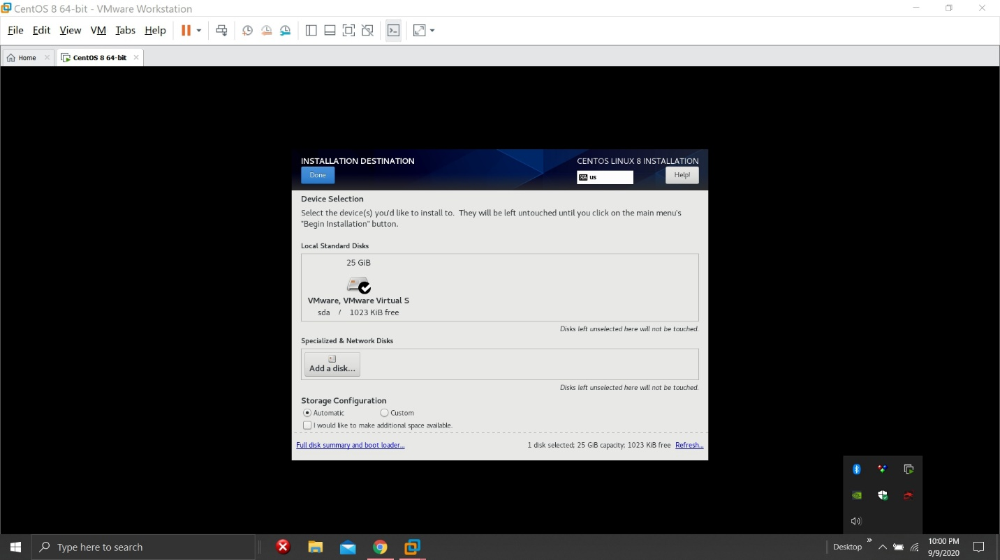 CentOS 8 64-bit - VMware Workstation
File Edit View VM Tabs Help
Home
CentOS 8 64-bit
INSTALLATION DESTINATION
CENTOS LINUX 8 INSTALLATION
Done
us
Help!
Device Selection
Select the device(s) you'd like to install to. They will be left untouched until you click on the main menu's
"Begin Installation" button.
Local Standard Disks
25 GiB
VMware, VMware Virtual S
sda / 1023 KiB free
Disks left unselected here will not be touched.
Specialized & Network Disks
Add a disk...
Disks left unselected here will not be touched.
Storage Configuration
Automatic Custom
I would like to make additional space available.
Full disk summary and boot loader...
1 disk selected; 25 GiB capacity; 1023 KiB free Refresh...
Type here to search
Desktop
10:00 PM
9/9/2020